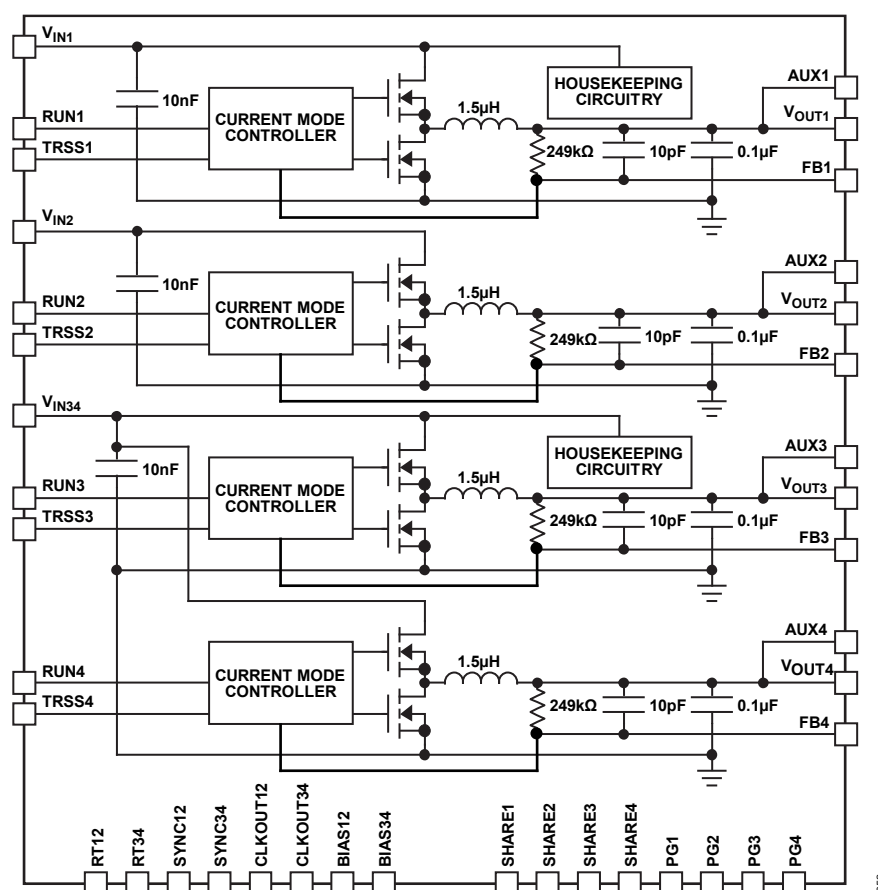 VIN1
10nF
RUN1
TRSS1
CURRENT MODE
CONTROLLER
1.5µH
HOUSEKEEPING
CIRCUITRY
249kΩ
10pF
0.1µF
AUX1
VOUT1
FB1
VIN2
10nF
RUN2
TRSS2
CURRENT MODE
CONTROLLER
1.5µH
249kΩ
10pF
0.1µF
AUX2
VOUT2
FB2
VIN34
10nF
RUN3
TRSS3
CURRENT MODE
CONTROLLER
1.5µH
HOUSEKEEPING
CIRCUITRY
249kΩ
10pF
0.1µF
AUX3
VOUT3
FB3
RUN4
TRSS4
CURRENT MODE
CONTROLLER
1.5µH
249kΩ
10pF
0.1µF
AUX4
VOUT4
FB4
RT12
RT34
SYNC12
SYNC34
CLKOUT12
CLKOUT34
BIAS12
BIAS34
SHARE1
SHARE2
SHARE3
SHARE4
PG1
PG2
PG3
PG4